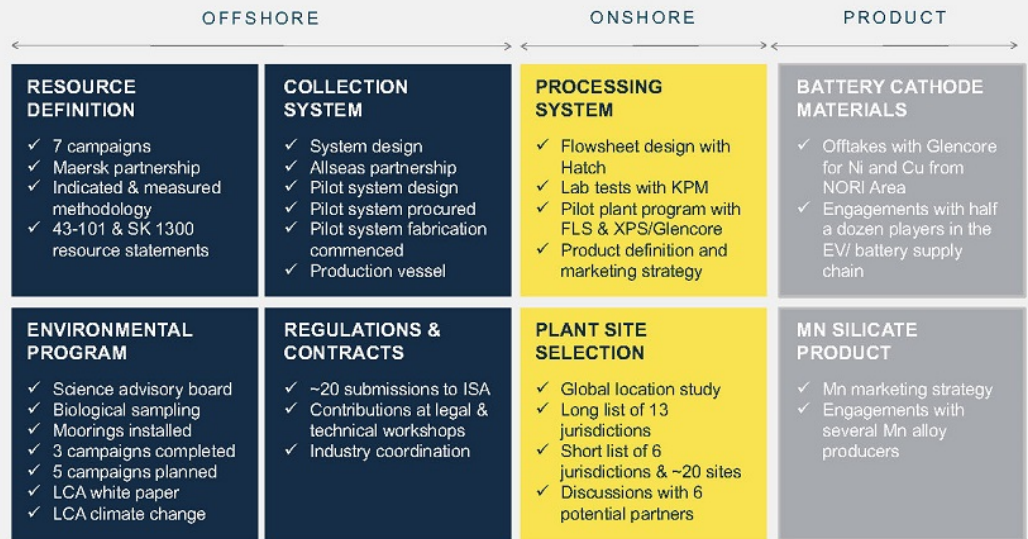 OFFSHORE
ONSHORE
PRODUCT
RESOURCE
DEFINITION
✓ 7 campaigns
✓ Maersk partnership
✓ Indicated & measured
methodology
✓ 43-101 & SK 1300
resource statements
COLLECTION
SYSTEM
✓ System design
✓ Allseas partnership
✓ Pilot system design
✓ Pilot system procured
✓ Pilot system fabrication
commenced
✓ Production vessel
PROCESSING
SYSTEM
✓ Flowsheet design with
Hatch
✓ Lab tests with KPM
✓ Pilot plant program with
FLS & XPS/Glencore
✓ Product definition and
marketing strategy
BATTERY CATHODE
MATERIALS
✓ Offtakes with Glencore
for Ni and Cu from
NORI Area
✓ Engagements with half
a dozen players in the
EV/ battery supply
chain
ENVIRONMENTAL
PROGRAM
✓ Science advisory board
✓ Biological sampling
✓ Moorings installed
✓ 3 campaigns completed
✓ 5 campaigns planned
✓ LCA white paper
✓ LCA climate change
REGULATIONS &
CONTRACTS
✓ ~20 submissions to ISA
✓ Contributions at legal &
technical workshops
✓ Industry coordination
PLANT SITE
SELECTION
✓ Global location study
✓ Long list of 13
jurisdictions
✓ Short list of 6
jurisdictions & ~20 sites
✓ Discussions with 6
potential partners
MN SILICATE
PRODUCT
✓ Mn marketing strategy
✓ Engagements with
several Mn alloy
producers